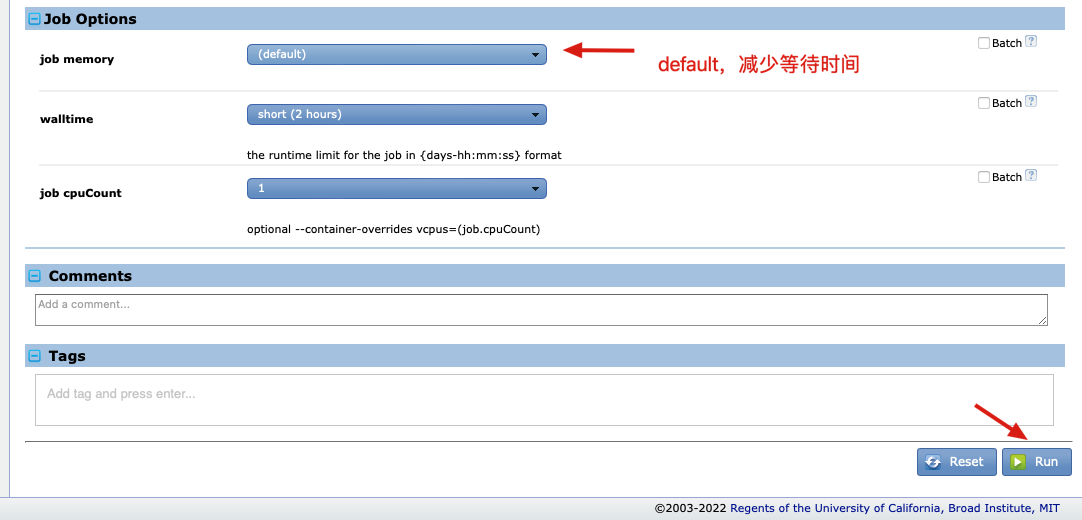 Job Options
job memory
(default)
Batch ?
default，减少等待时间
walltime
short (2 hours)
Batch ?
the runtime limit for the job in {days-hh:mm:ss} format
job cpuCount
1
Batch ?
optional --container-overrides vcpus=(job.cpuCount)
Comments
Add a comment...
Tags
Add tag and press enter...
Reset
Run
©2003-2022 Regents of the University of California, Broad Institute, MIT